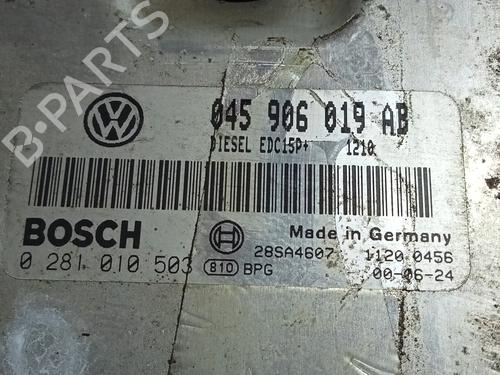 B-PARTS
045 906 019 AB
DIESEL EDC15P+ 1210
BOSCH
Made in Germany
0 281 010 503
810
BPG
28SA4607
1120 0456
00-06-24